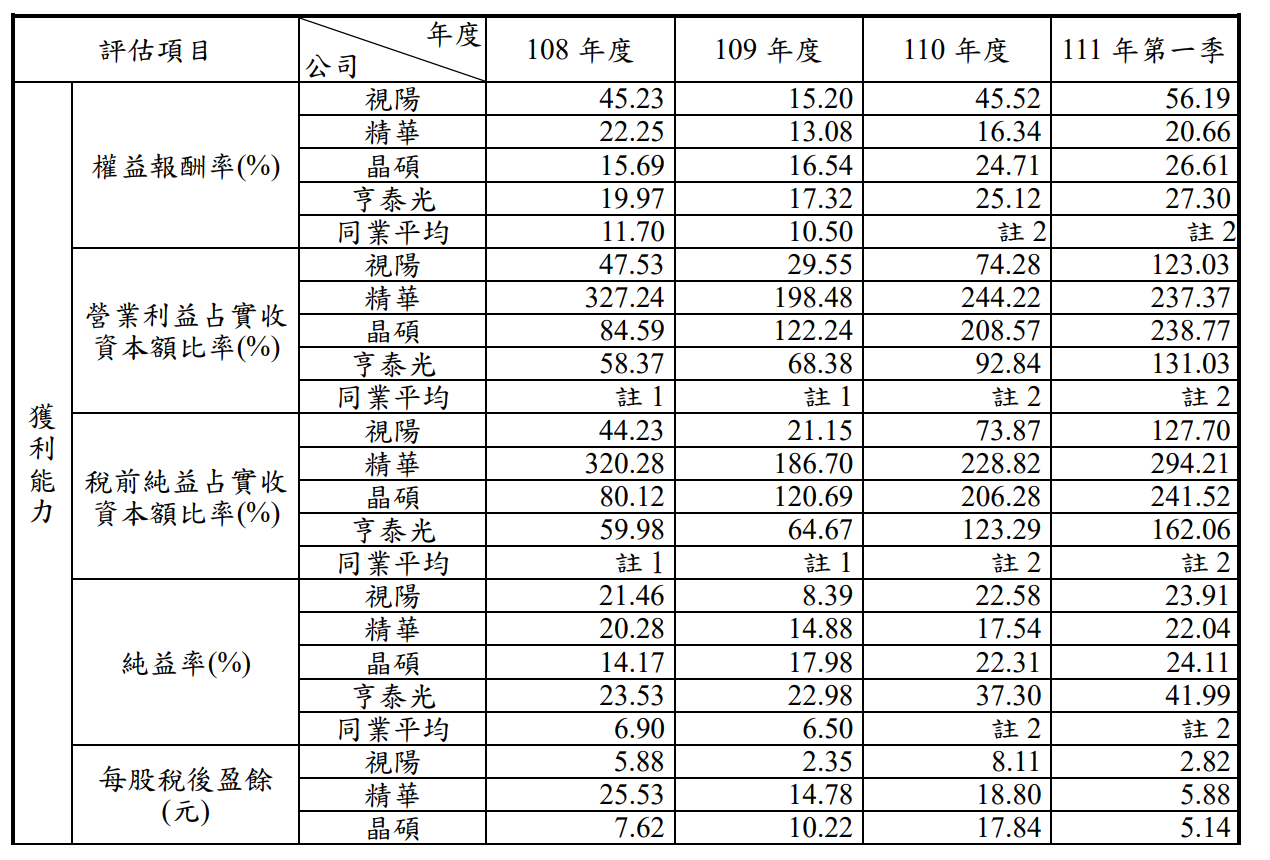 評估項目 年度 公司 108 年度 109 年度 110 年度 111 年第一季
獲利能力
權益報酬率(%)
視陽 45.23 15.20 45.52 56.19
精華 22.25 13.08 16.34 20.66
晶碩 15.69 16.54 24.71 26.61
亨泰光 19.97 17.32 25.12 27.30
同業平均 11.70 10.50 註 2 註 2
營業利益占實收
資本額比率(%)
視陽 47.53 29.55 74.28 123.03
精華 327.24 198.48 244.22 237.37
晶碩 84.59 122.24 208.57 238.77
亨泰光 58.37 68.38 92.84 131.03
同業平均 註 1 註 1 註 2 註 2
稅前純益占實收
資本額比率(%)
視陽 44.23 21.15 73.87 127.70
精華 320.28 186.70 228.82 294.21
晶碩 80.12 120.69 206.28 241.52
亨泰光 59.98 64.67 123.29 162.06
同業平均 註 1 註 1 註 2 註 2
純益率(%)
視陽 21.46 8.39 22.58 23.91
精華 20.28 14.88 17.54 22.04
晶碩 14.17 17.98 22.31 24.11
亨泰光 23.53 22.98 37.30 41.99
同業平均 6.90 6.50 註 2 註 2
每股稅後盈餘
(元)
視陽 5.88 2.35 8.11 2.82
精華 25.53 14.78 18.80 5.88
晶碩 7.62 10.22 17.84 5.14